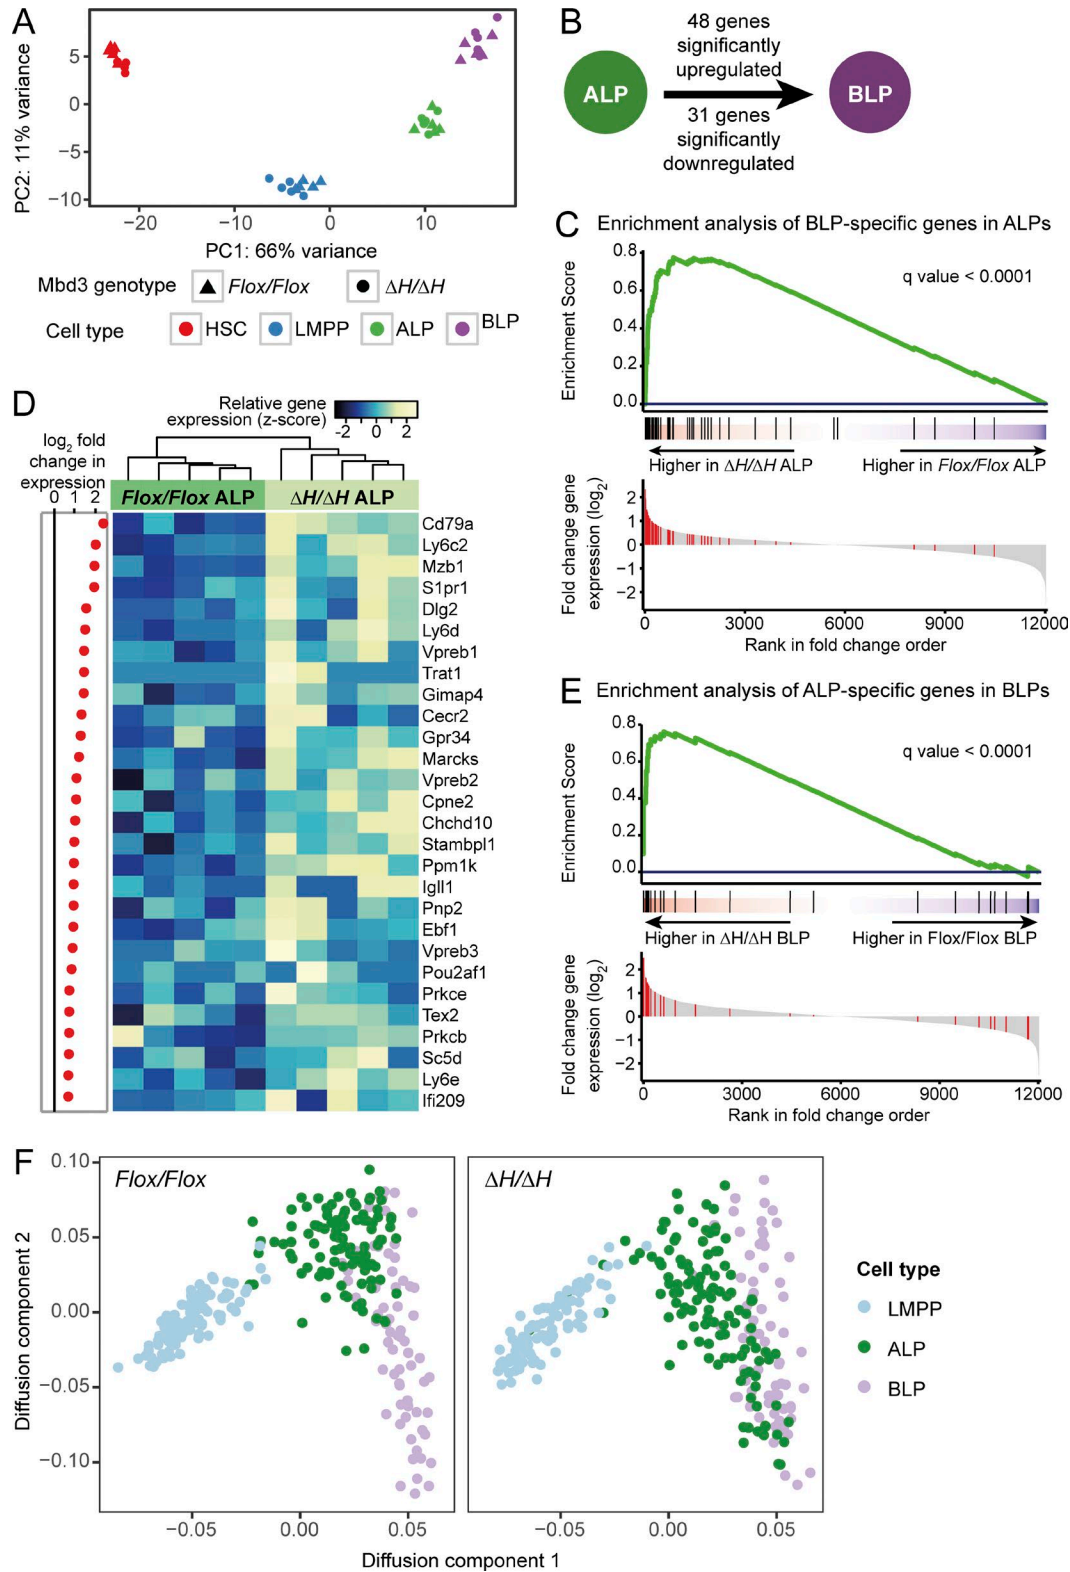 A
PC2: 11% variance
5
0
−5
−10
−20
−10
0
10
PC1: 66% variance
Mbd3 genotype
Flox/Flox
ΔH/ΔH
Cell type
HSC
LMPP
ALP
BLP
B
48 genes
significantly
upregulated
ALP
BLP
31 genes
significantly
downregulated
C
Enrichment analysis of BLP-specific genes in ALPs
Enrichment Score
0.8
0.6
0.4
0.2
0.0
q value < 0.0001
Higher in ΔH/ΔH ALP
Higher in Flox/Flox ALP
Fold change gene
expression (log2)
2
1
0
−1
−2
0
3000
6000
9000
12000
Rank in fold change order
D
Relative gene
expression (z-score)
-2
0
2
log2 fold
change in
expression
0 1 2
Flox/Flox ALP
ΔH/ΔH ALP
Cd79a
Ly6c2
Mzb1
S1pr1
Dlg2
Ly6d
Vpreb1
Trat1
Gimap4
Cecr2
Gpr34
Marcks
Vpreb2
Cpne2
Chchd10
Stambpl1
Ppm1k
Igll1
Pnp2
Ebf1
Vpreb3
Pou2af1
Prkce
Tex2
Prkcb
Sc5d
Ly6e
Ifi209
E
Enrichment analysis of ALP-specific genes in BLPs
Enrichment Score
0.8
0.6
0.4
0.2
0.0
q value < 0.0001
Higher in ΔH/ΔH BLP
Higher in Flox/Flox BLP
Fold change gene
expression (log2)
2
1
0
−1
−2
0
3000
6000
9000
12000
Rank in fold change order
F
Diffusion component 2
0.10
0.05
0.00
−0.05
−0.10
Flox/Flox
ΔH/ΔH
−0.05
0.00
0.05
−0.05
0.00
0.05
Diffusion component 1
Cell type
LMPP
ALP
BLP